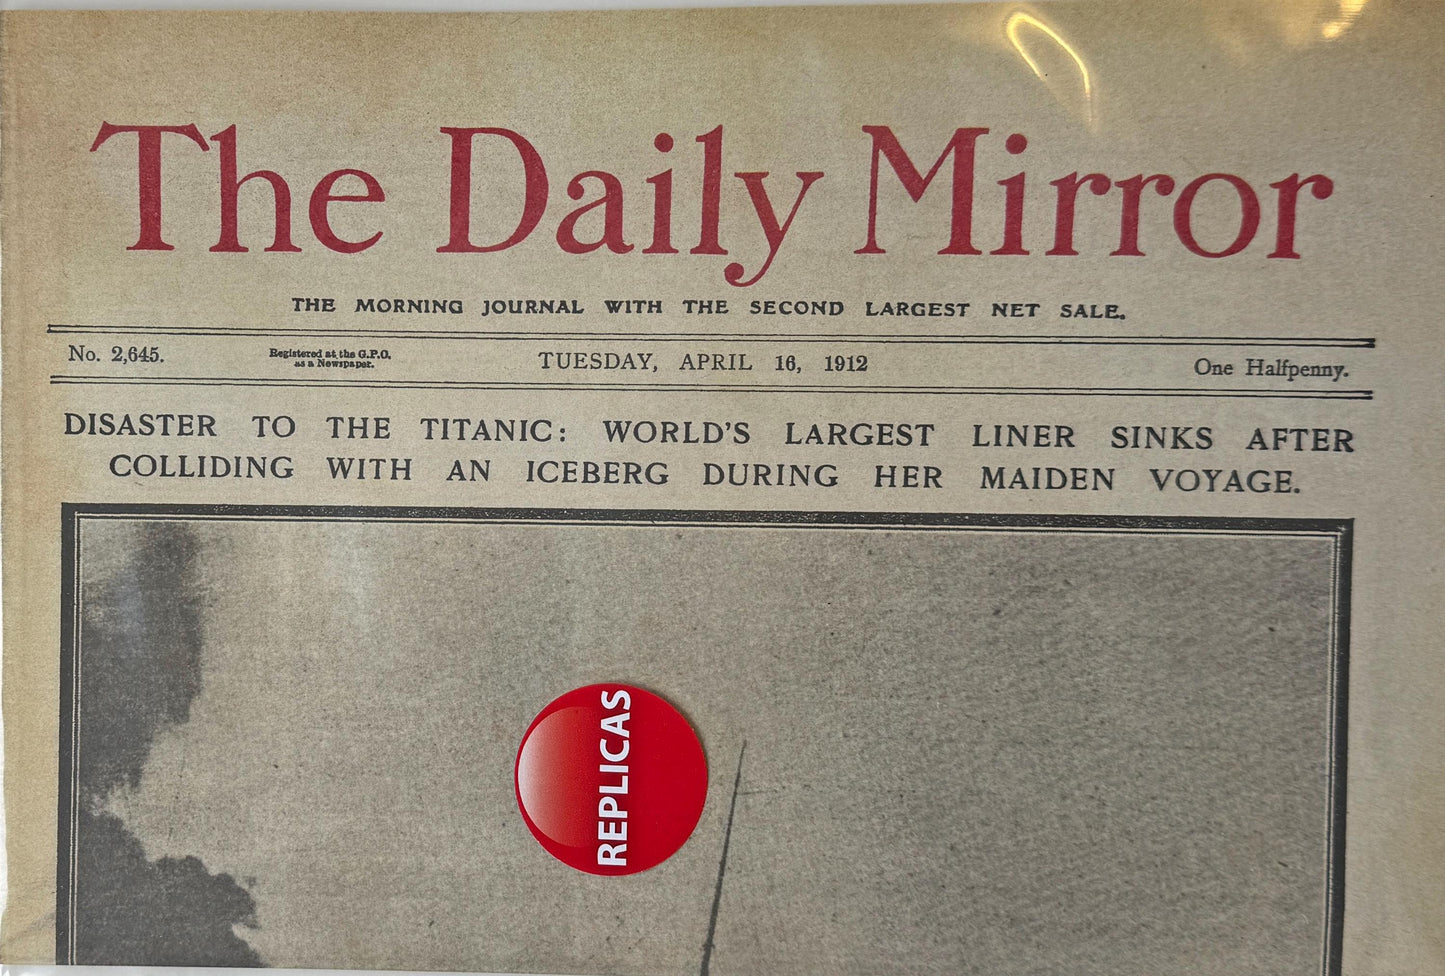 The Daily Mirror
THE MORNING JOURNAL WITH THE SECOND LARGEST NET SALE.
No. 2,645.
Registered at the G.P.O.
as a Newspaper.
TUESDAY, APRIL 16, 1912
One Halfpenny.
DISASTER TO THE TITANIC: WORLD'S LARGEST LINER SINKS AFTER
COLLIDING WITH AN ICEBERG DURING HER MAIDEN VOYAGE.
REPLICAS